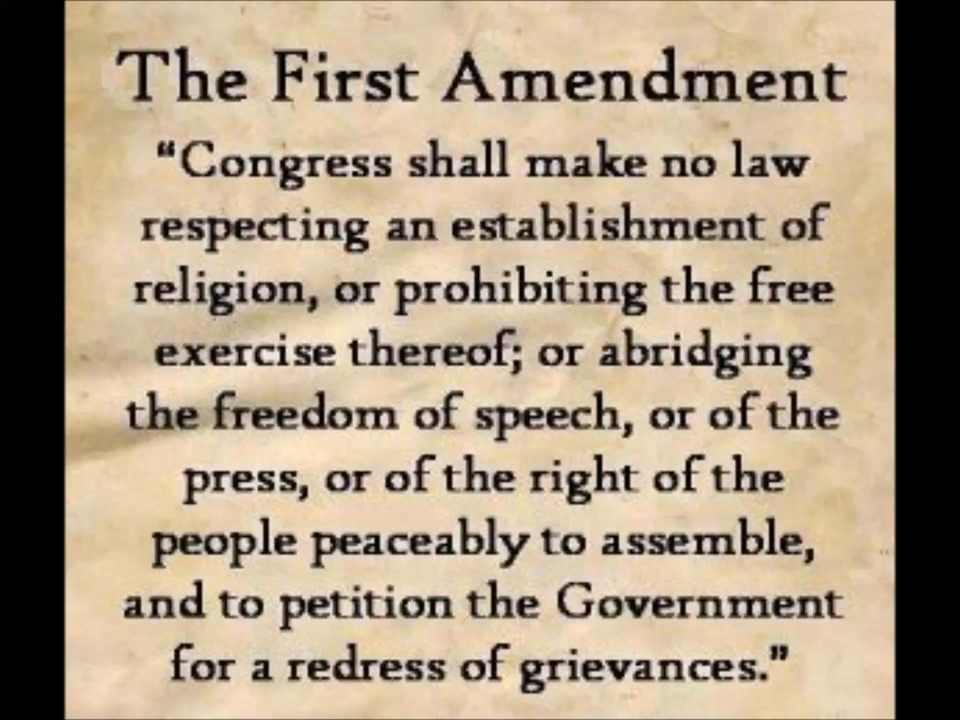 The First Amendment
“Congress shall make no law
respecting an establishment of
religion, or prohibiting the free
exercise thereof; or abridging
the freedom of speech, or of the
press, or of the right of the
people peaceably to assemble,
and to petition the Government
for a redress of grievances.”